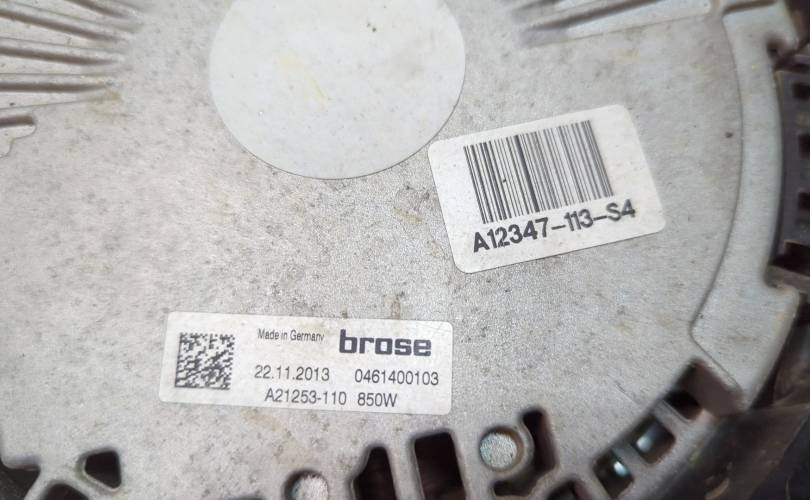 A12347-113-S4
Made in Germany brose
22.11.2013 0461400103
A21253-110 850W